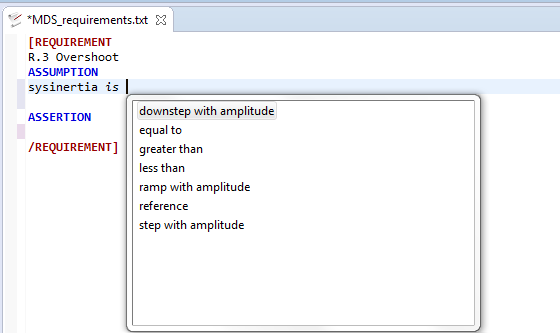 *MDS_requirements.txt
[REQUIREMENT
R.3 Overshoot
ASSUMPTION
sysinertia is
downstep with amplitude
equal to
greater than
less than
ramp with amplitude
reference
step with amplitude
ASSERTION
/REQUIREMENT]